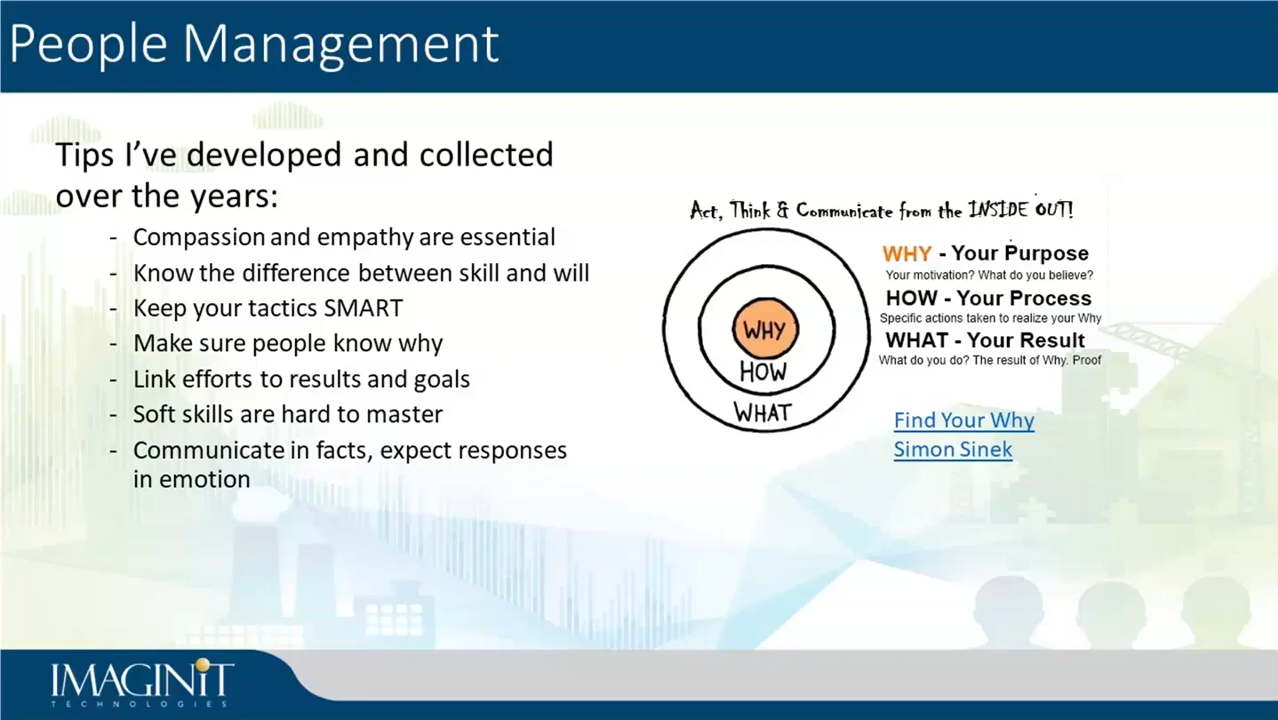 People Management
Tips I’ve developed and collected
over the years:
- Compassion and empathy are essential
- Know the difference between skill and will
- Keep your tactics SMART
- Make sure people know why
- Link efforts to results and goals
- Soft skills are hard to master
- Communicate in facts, expect responses
in emotion
Act, Think & Communicate from the INSIDE OUT!
WHY
HOW
WHAT
WHY - Your Purpose
Your motivation? What do you believe?
HOW - Your Process
Specific actions taken to realize your Why
WHAT - Your Result
What do you do? The result of Why. Proof
Find Your Why
Simon Sinek
IMAGINiT
TECHNOLOGIES